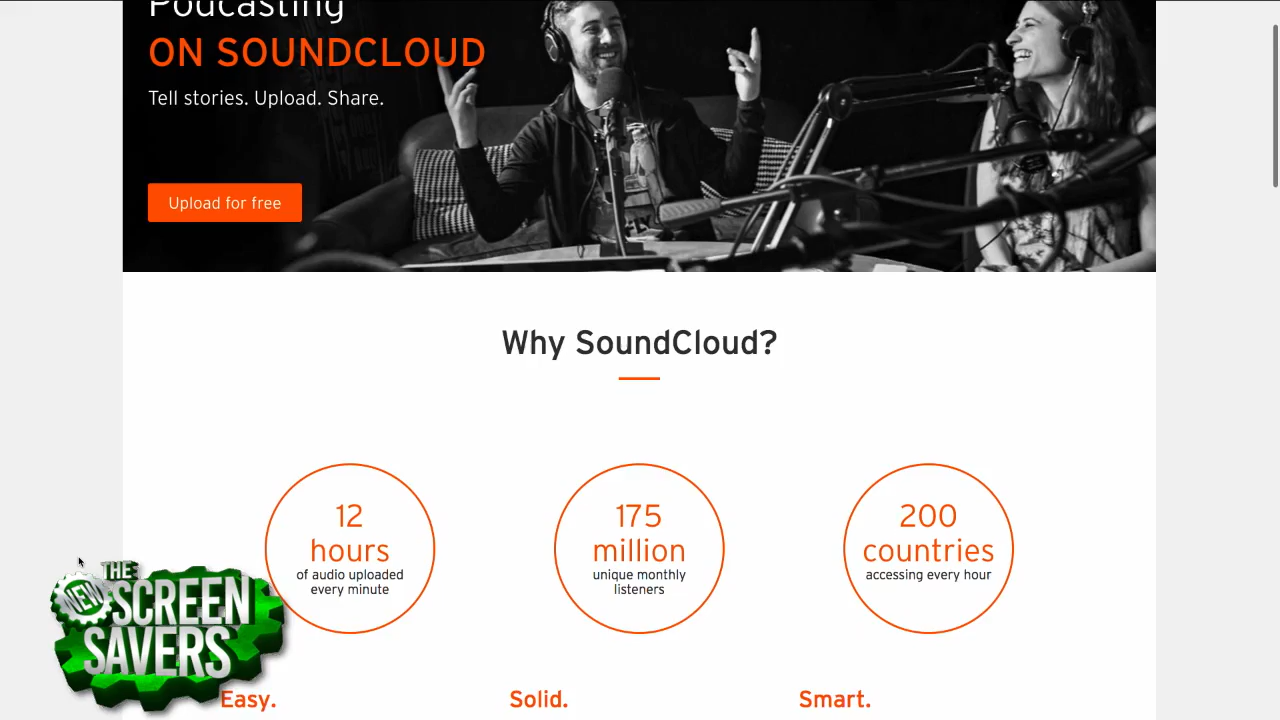 Podcasting
ON SOUNDCLOUD
Tell stories. Upload. Share.
Upload for free
Why SoundCloud?
12
hours
of audio uploaded
every minute
175
million
unique monthly
listeners
200
countries
accessing every hour
THE
NEW
SCREEN
SAVERS
Easy.
Solid.
Smart.